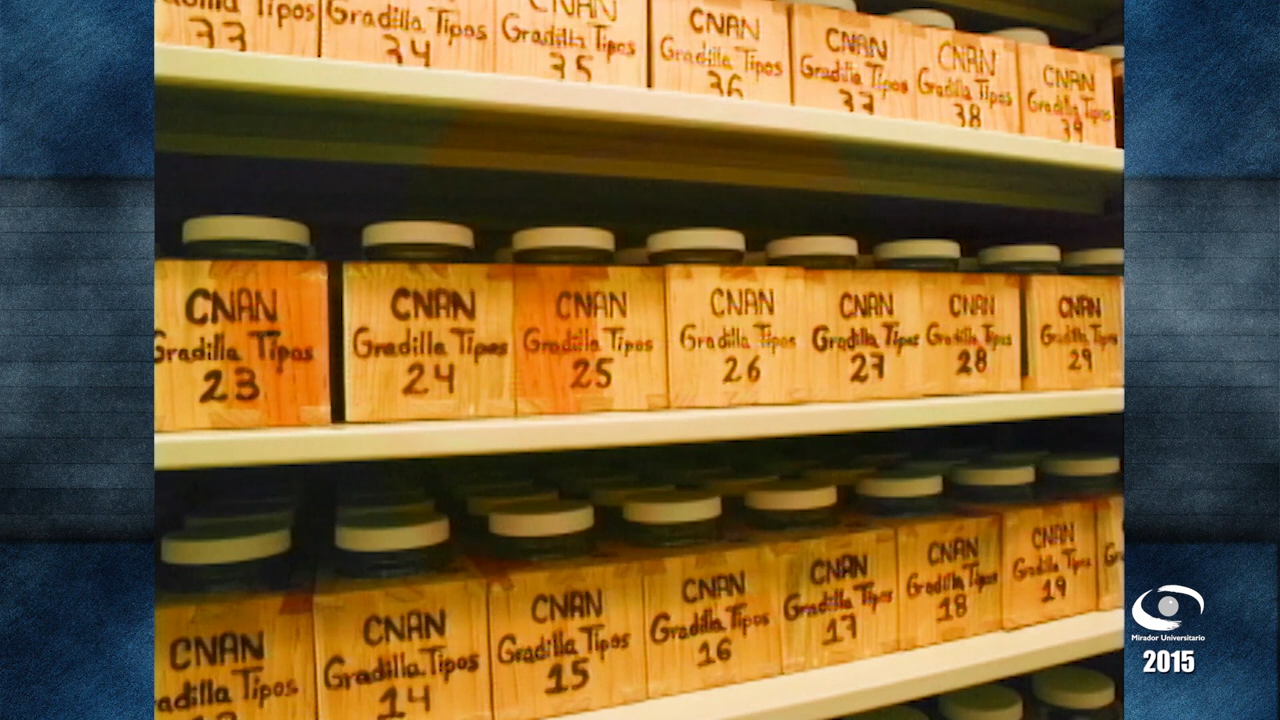 Tipos
33
Gradilla Tipos
34
CNAN
Gradilla Tipos
35
CNAN
Gradilla Tipos
36
CNAN
Gradilla Tipos
37
CNAN
Gradilla Tipos
38
CNAN
Gradilla Tipos
39
CNAN
Gradilla Tipos
23
CNAN
Gradilla Tipos
24
CNAN
Gradilla Tipos
25
CNAN
Gradilla Tipos
26
CNAN
Gradilla Tipos
27
CNAN
Gradilla Tipos
28
CNAN
Gradilla Tipos
29
CNAN
adilla Tipos
CNAN
Gradilla Tipos
14
CNAN
Gradilla Tipos
15
CNAN
Gradilla Tipos
16
CNAN
Gradilla Tipos
17
CNAN
Gradilla Tipos
18
CNAN
Gradilla Tipos
19
Mirador Universitario
2015